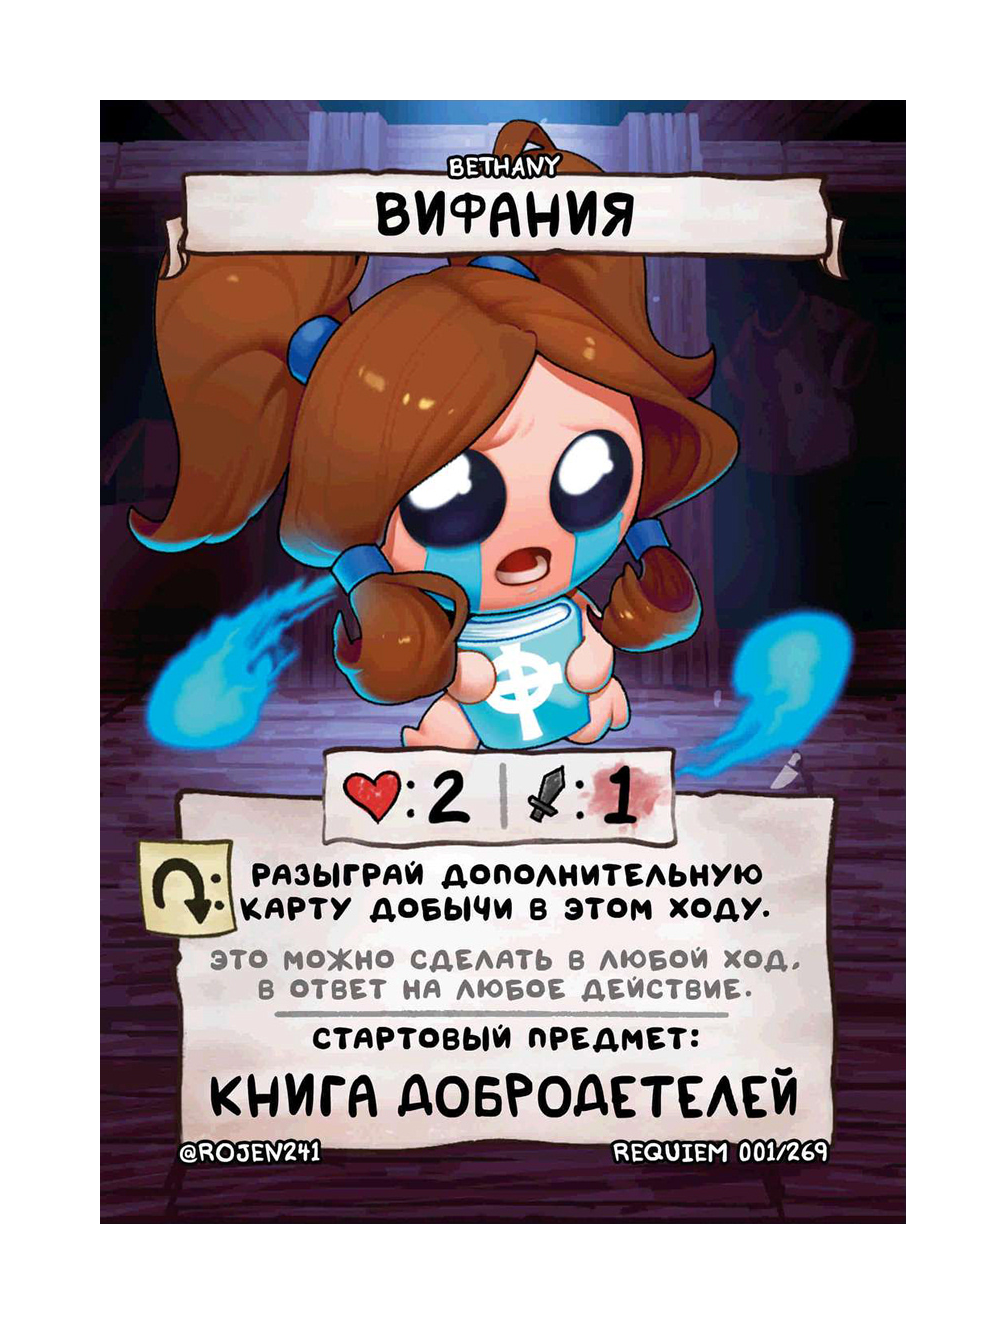 BETHANY
ВИФАНИЯ
:2 | :1
РАЗЫГРАЙ ДОПОЛНИТЕЛЬНУЮ
КАРТУ ДОБЫЧИ В ЭТОМ ХОДУ.
ЭТО МОЖНО СДЕЛАТЬ В ЛЮБОЙ ХОД,
В ОТВЕТ НА ЛЮБОЕ ДЕЙСТВИЕ.
СТАРТОВЫЙ ПРЕДМЕТ:
КНИГА ДОБРОДЕТЕЛЕЙ
@ROJEN241 REQUIEM 001/269